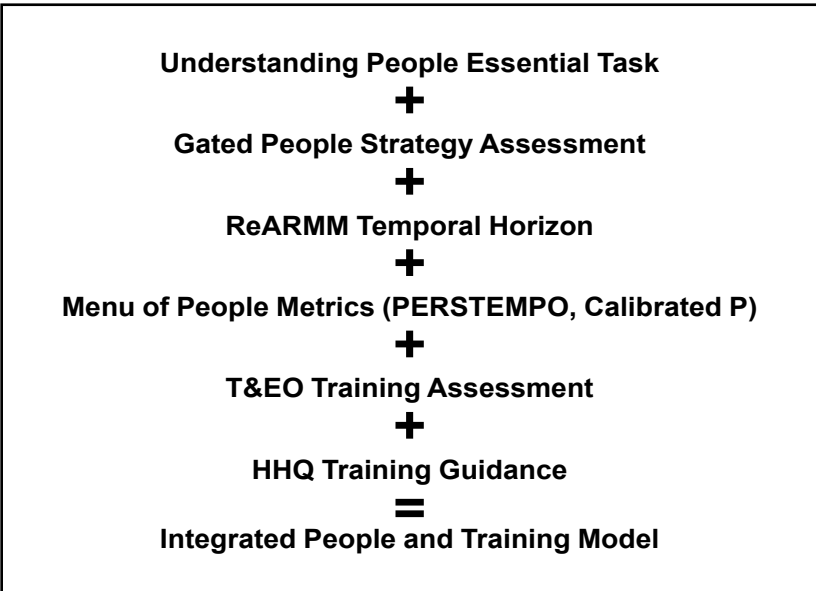 Understanding People Essential Task
+
Gated People Strategy Assessment
+
ReARMM Temporal Horizon
+
Menu of People Metrics (PERSTEMPO, Calibrated P)
+
T&EO Training Assessment
+
HHQ Training Guidance
=
Integrated People and Training Model